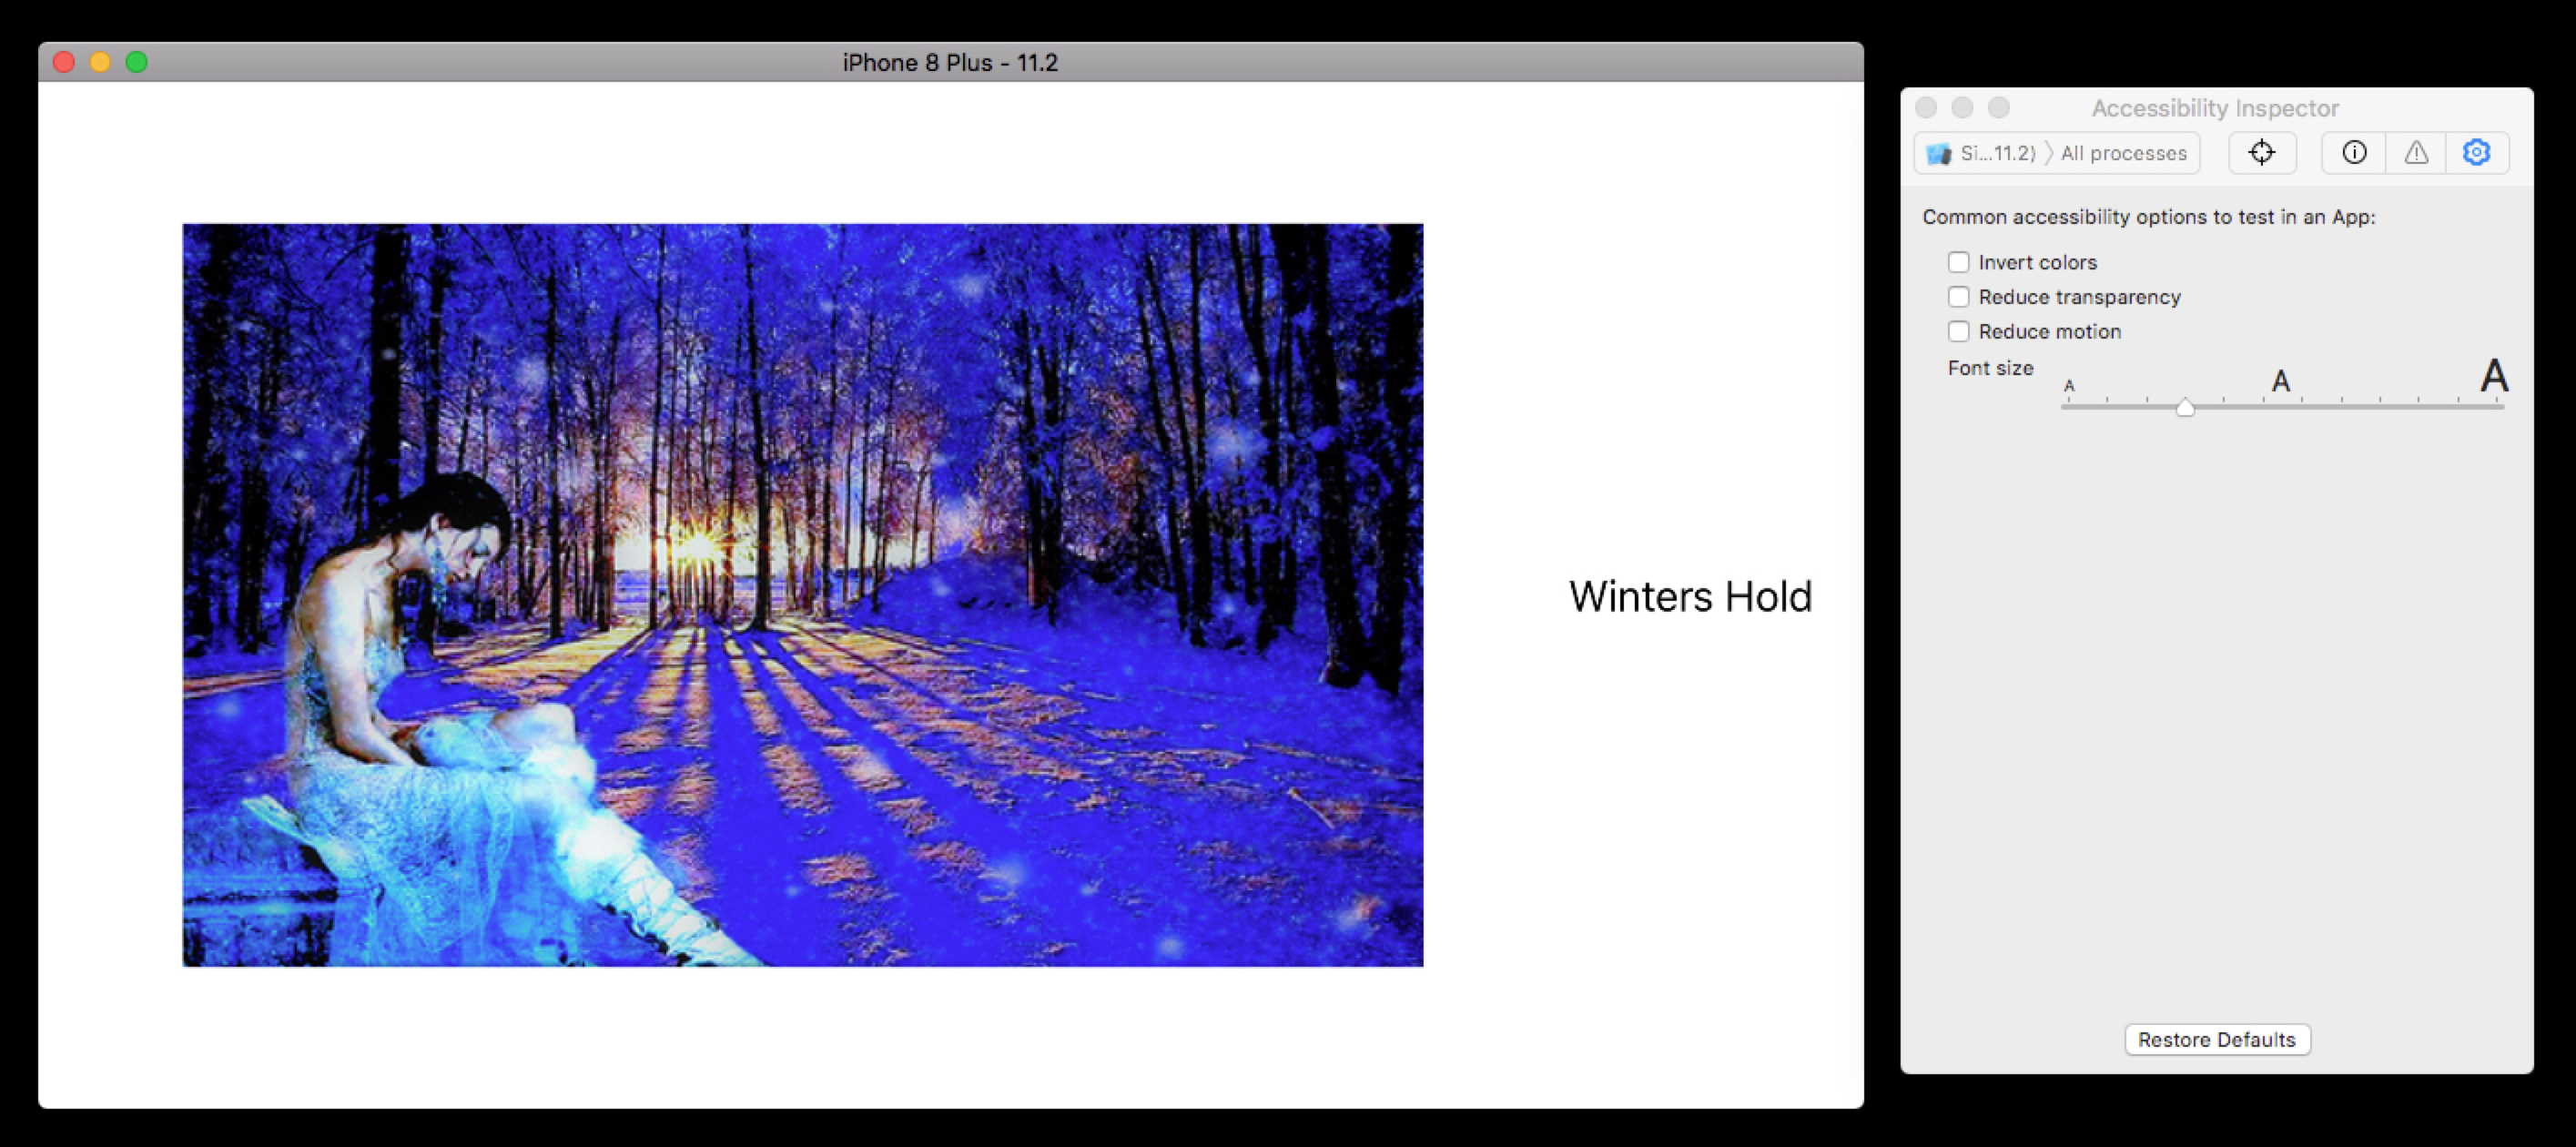 iPhone 8 Plus - 11.2
Winters Hold
Accessibility Inspector
Si...11.2) 〉 All processes
Common accessibility options to test in an App:
Invert colors
Reduce transparency
Reduce motion
Font size
A A A
Restore Defaults